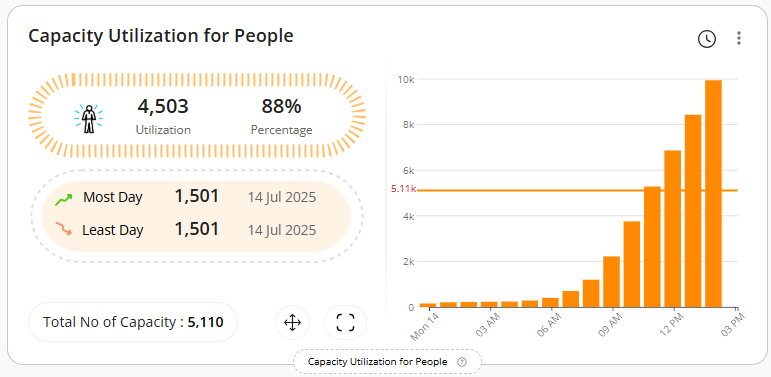 Capacity Utilization for People
4,503
Utilization
88%
Percentage
Most Day 1,501 14 Jul 2025
Least Day 1,501 14 Jul 2025
Total No of Capacity : 5,110
10k
8k
6k
5.11k
4k
2k
0
Mon 14
03 AM
06 AM
09 AM
12 PM
03 PM
Capacity Utilization for People ?